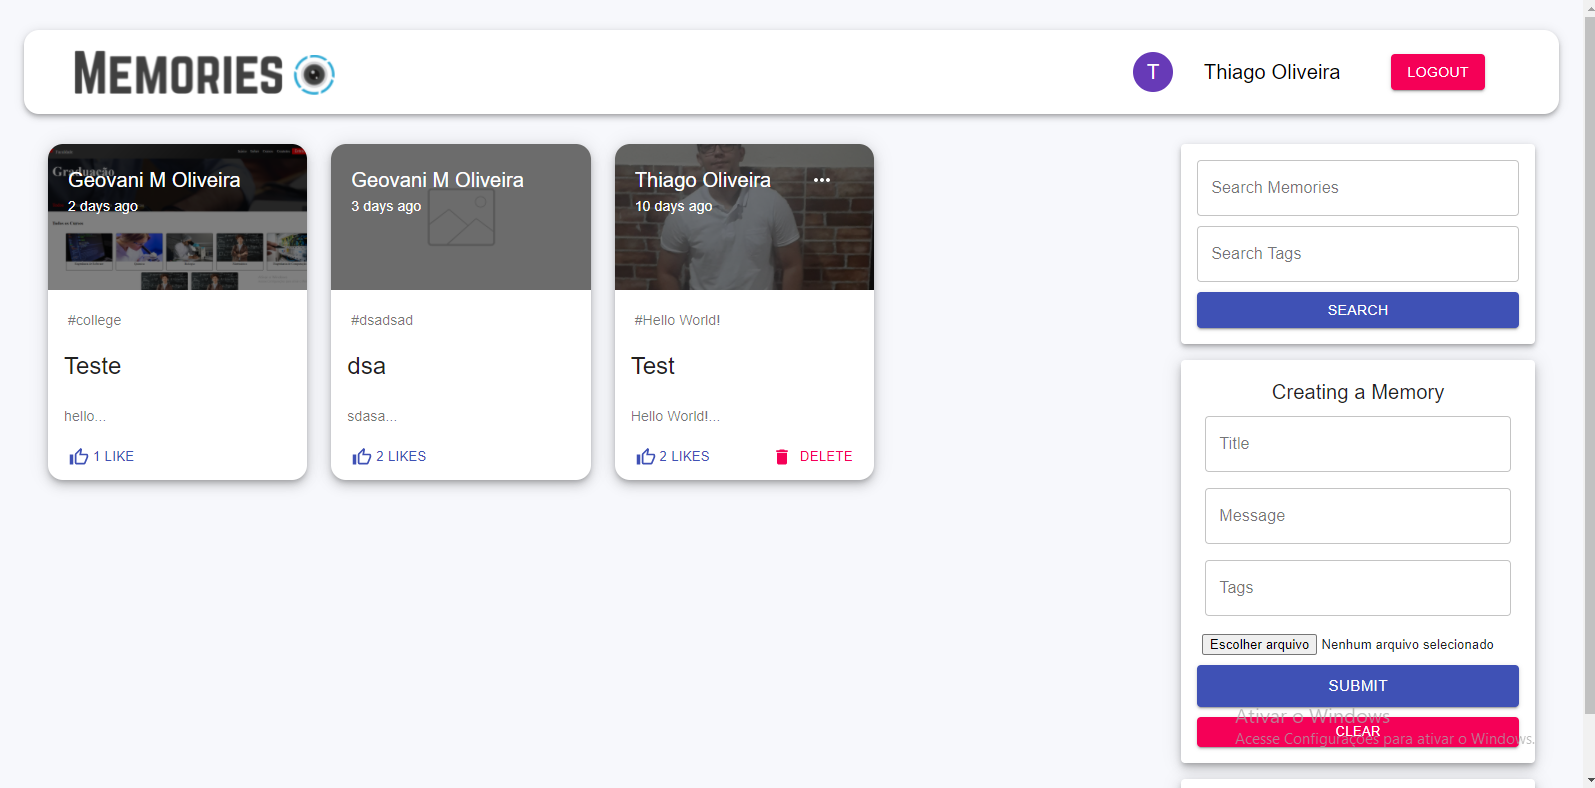 MEMORIES
T
Thiago Oliveira
LOGOUT
Graduação
Geovani M Oliveira
2 days ago
#college
Teste
hello...
1 LIKE
Geovani M Oliveira
3 days ago
#dsadsad
dsa
sdasa...
2 LIKES
Thiago Oliveira
10 days ago
#Hello World!
Test
Hello World!...
2 LIKES
DELETE
Search Memories
Search Tags
SEARCH
Creating a Memory
Title
Message
Tags
Escolher arquivo Nenhum arquivo selecionado
SUBMIT
CLEAR
Ativar o Windows
Acesse Configurações para ativar o Windows.